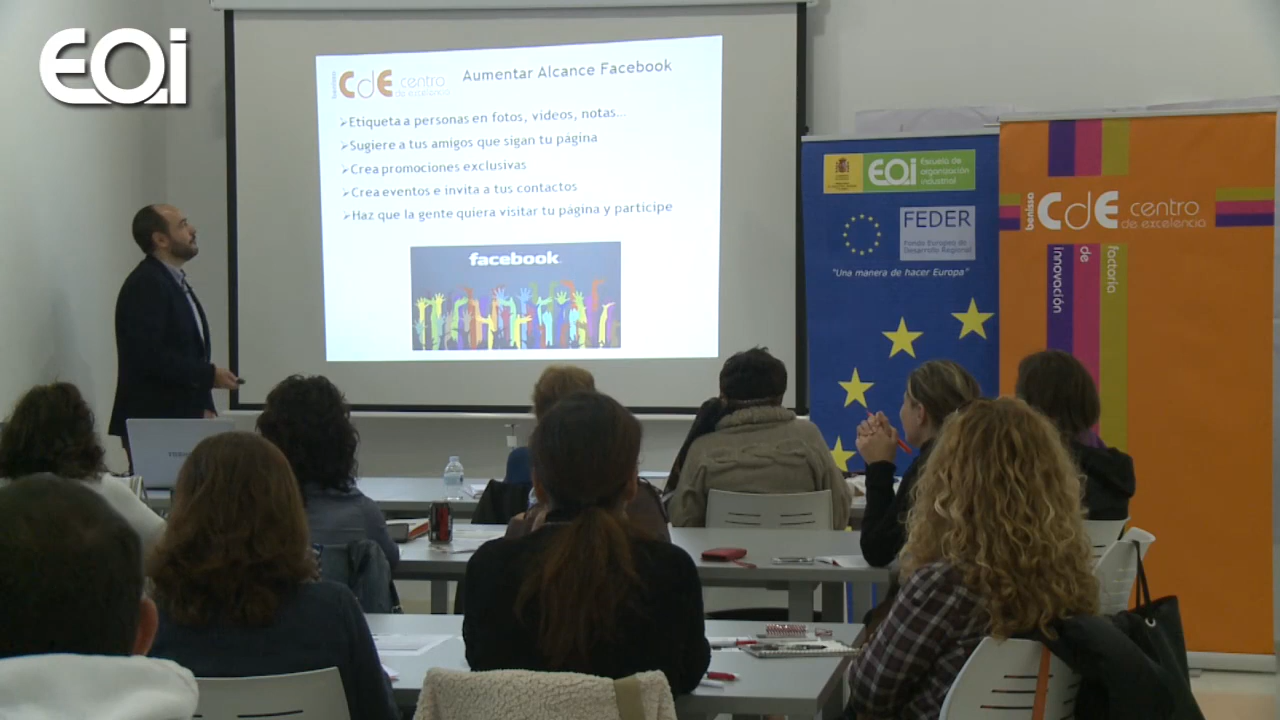 EOi
benissa CdE centro de excelencia
Aumentar Alcance Facebook
Etiqueta a personas en fotos, vídeos, notas...
Sugiere a tus amigos que sigan tu página
Crea promociones exclusivas
Crea eventos e invita a tus contactos
Haz que la gente quiera visitar tu página y participe
facebook
EOi Escuela de
organización
industrial
FEDER
Fondo Europeo de
Desarrollo Regional
"Una manera de hacer Europa"
benissa CdE centro
de excelencia
factoría
de
innovación